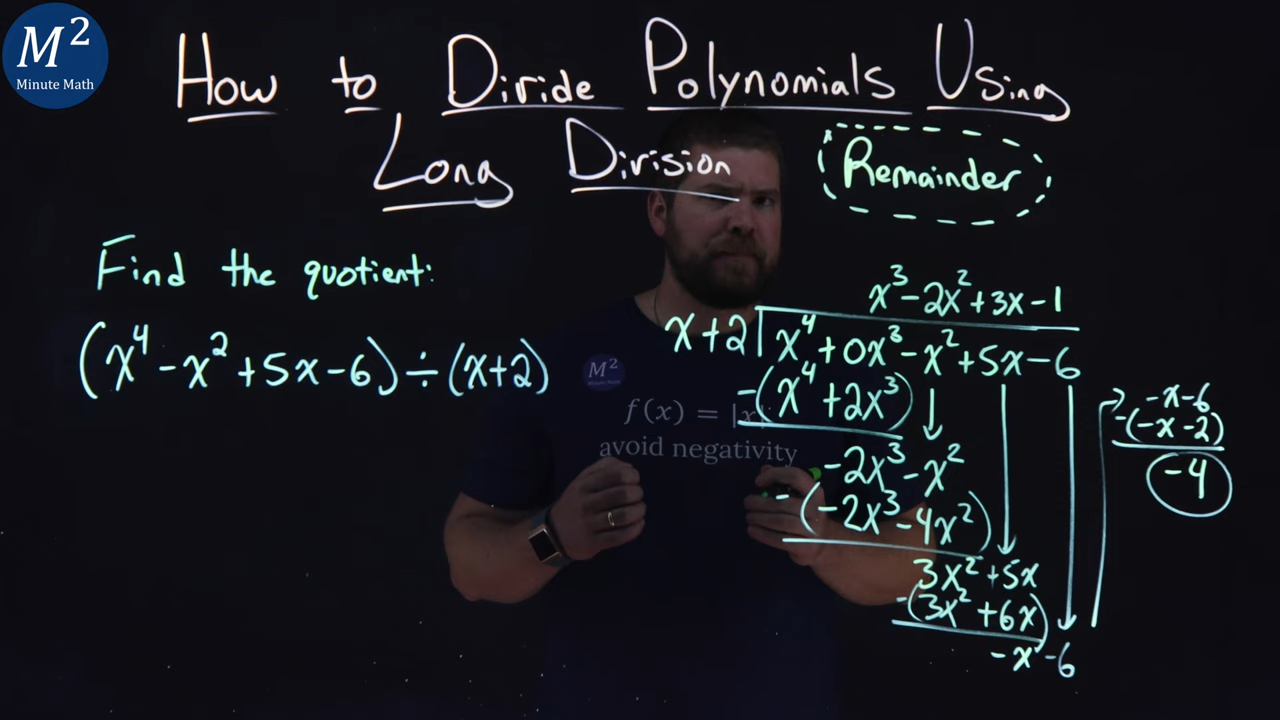 M²
Minute Math
How to Divide Polynomials Using
Long Division
Remainder
Find the quotient:
(x⁴ - x² + 5x - 6) ÷ (x+2)
x³ - 2x² + 3x - 1
x + 2 | x⁴ + 0x³ - x² + 5x - 6
-(x⁴ + 2x³)
-2x³ - x²
-(-2x³ - 4x²)
3x² + 5x
-(3x² + 6x)
-x - 6
-x - 6
-(-x - 2)
-4
M²
Minute Math
f(x) = |x|
avoid negativity